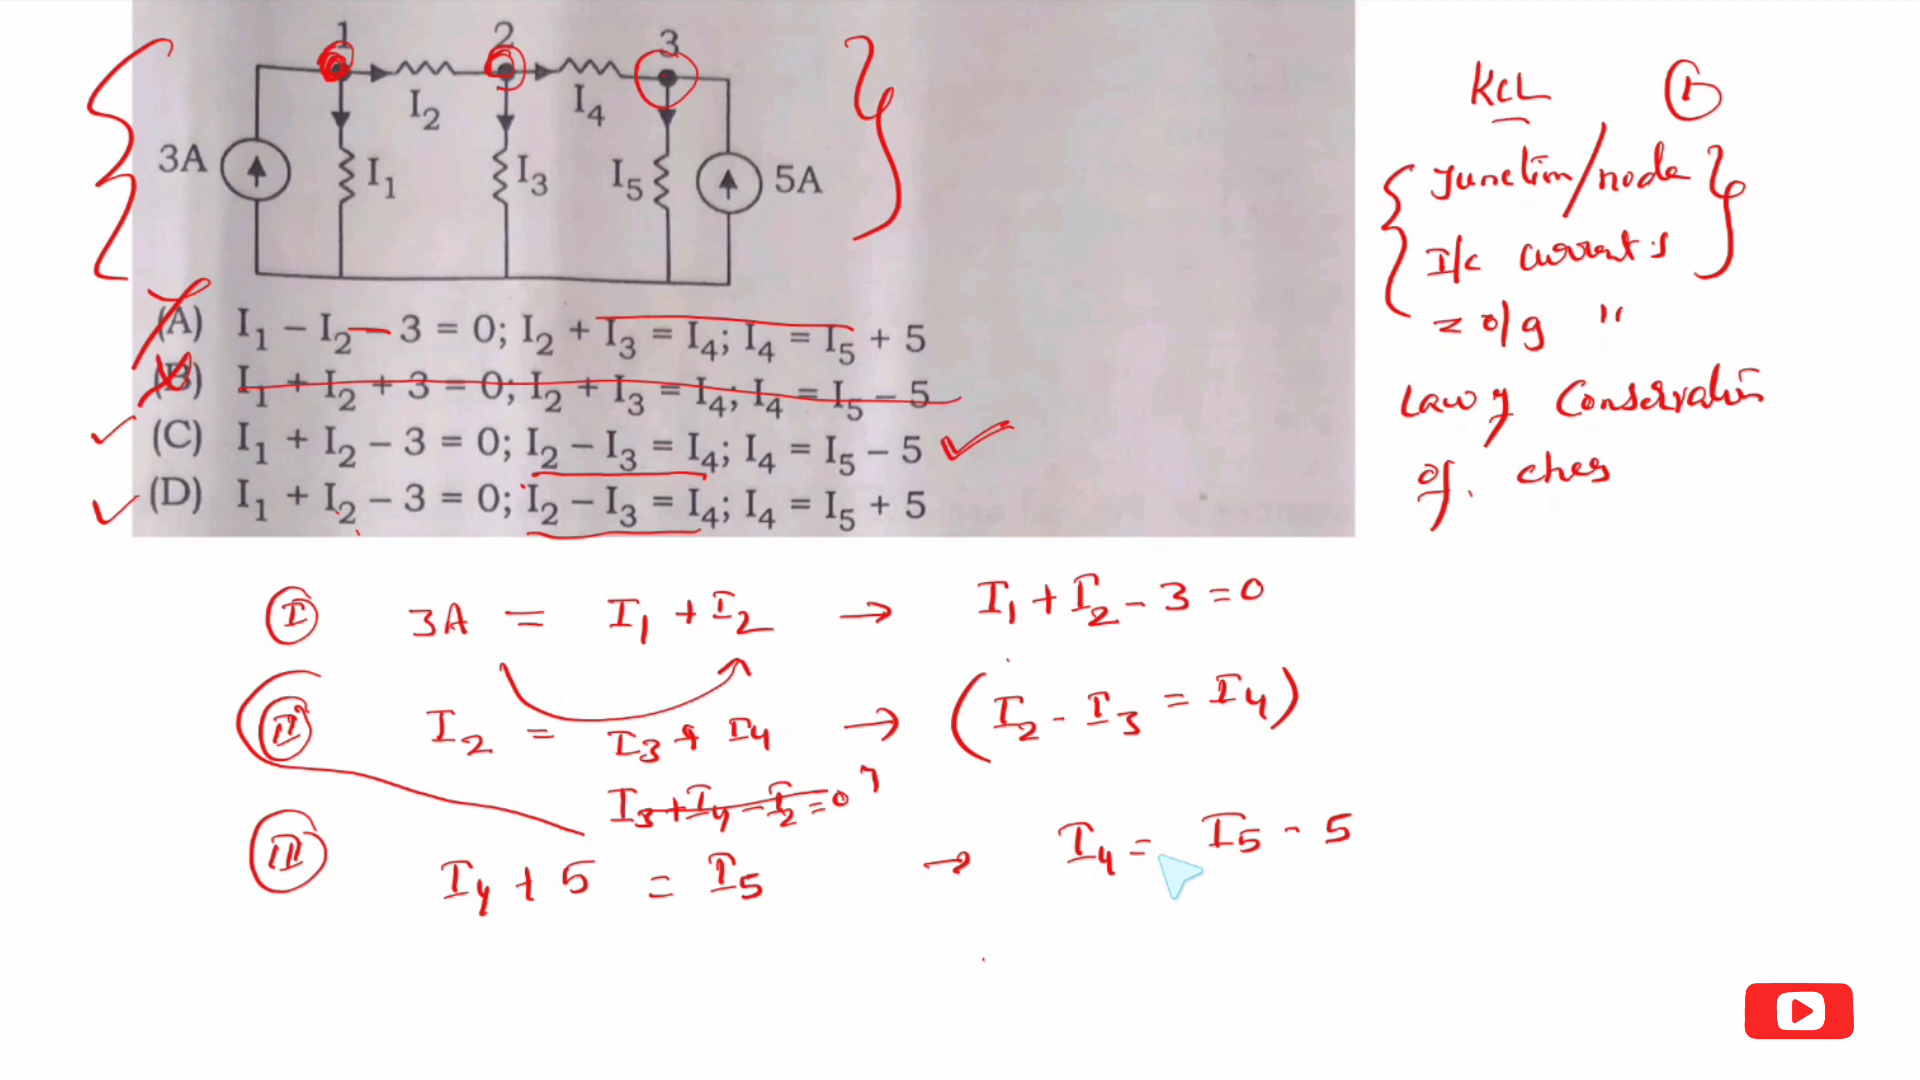 1 2 3
I2 I4
3A I1 I3 I5 5A
(A) I1 – I2 – 3 = 0; I2 + I3 = I4; I4 = I5 + 5
(B) I1 + I2 + 3 = 0; I2 + I3 = I4; I4 = I5 – 5
(C) I1 + I2 – 3 = 0; I2 – I3 = I4; I4 = I5 – 5
(D) I1 + I2 – 3 = 0; I2 – I3 = I4; I4 = I5 + 5
KCL
Junction/node
I/c currents
= o/g "
Law of Conservation
of
I 3A = I1 + I2 → I1 + I2 - 3 = 0
II I2 = I3 + I4 → (I2 - I3 = I4)
I3 + I4 - I2 = 0
III I4 + 5 = I5 → I4 = I5 - 5